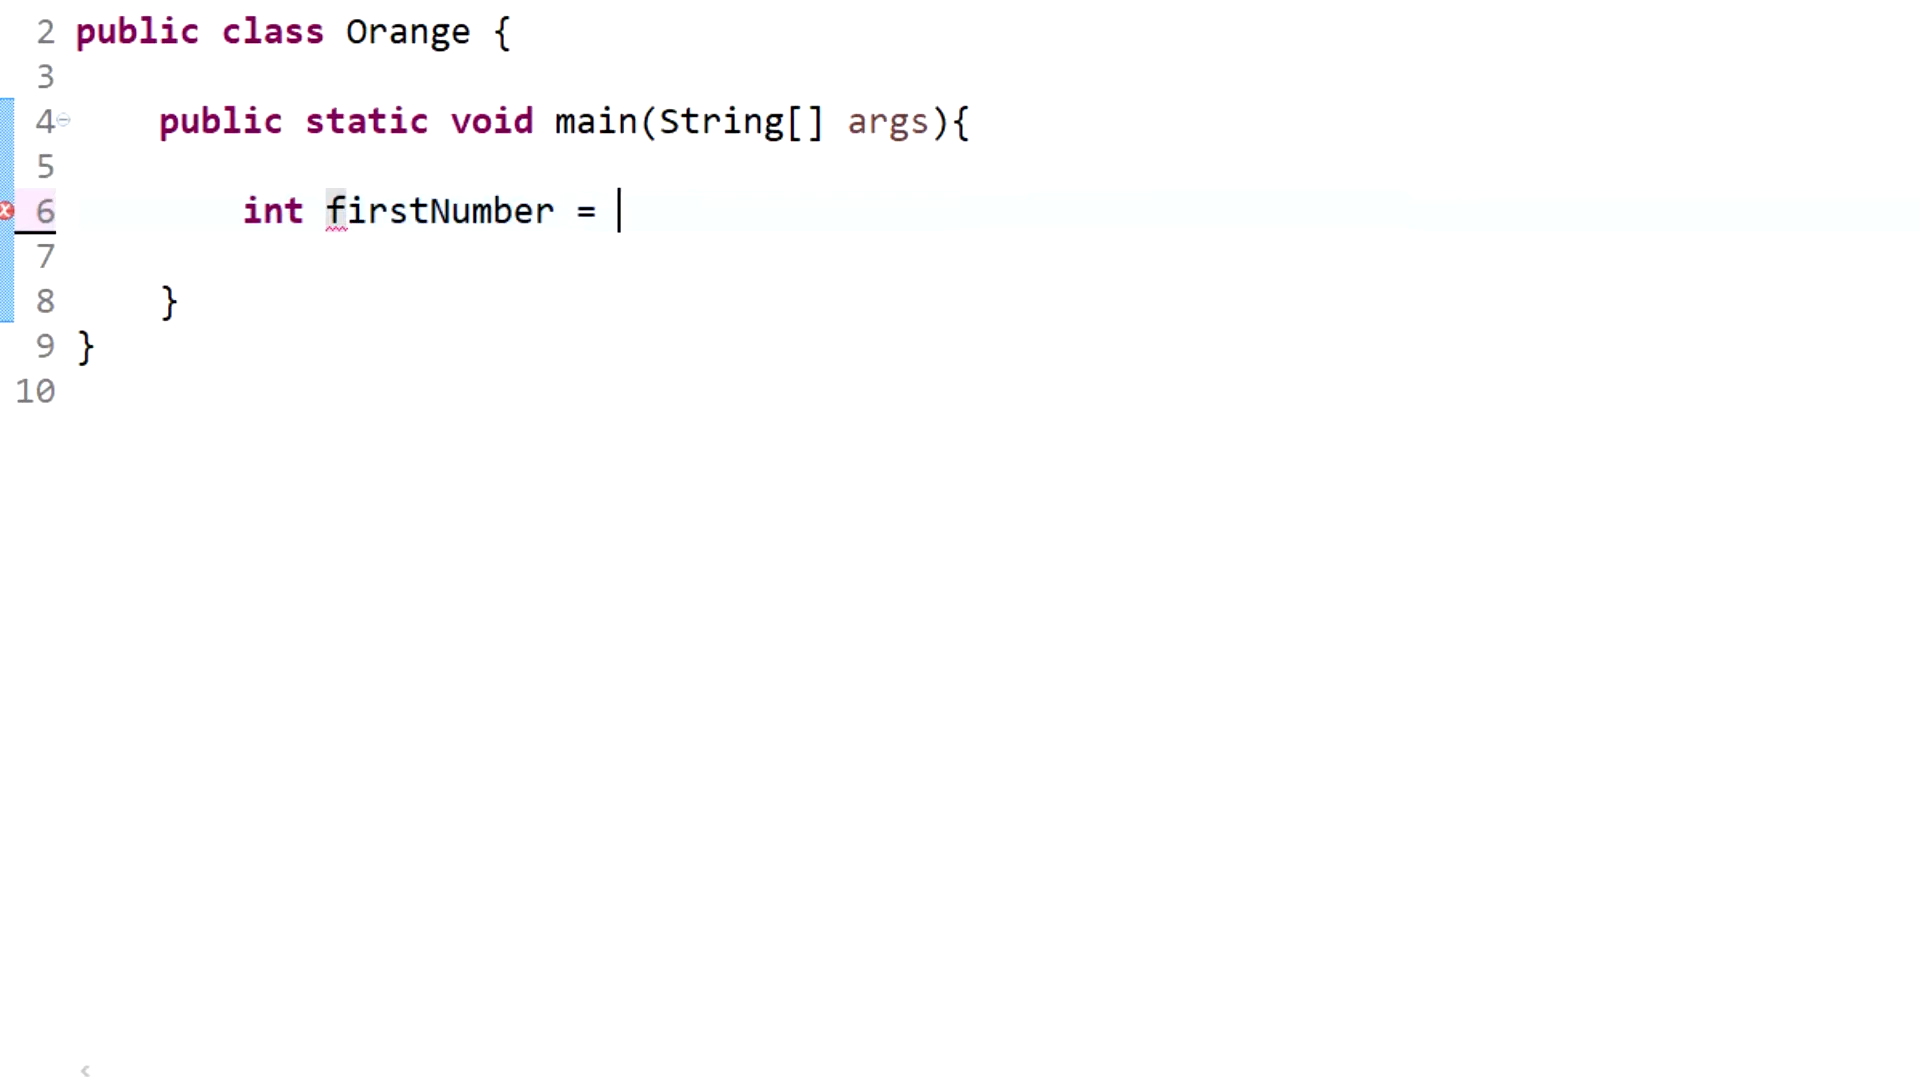 2 public class Orange {
3
4 public static void main(String[] args){
5
6 int firstNumber =
7
8 }
9 }
10